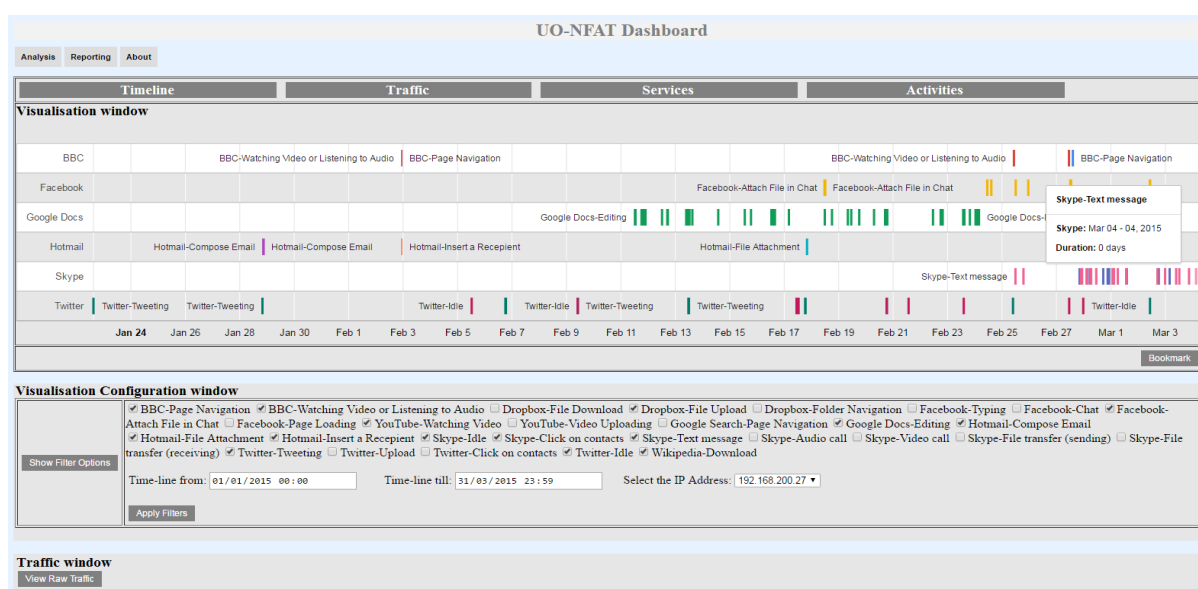 UO-NFAT Dashboard
Analysis Reporting About
Timeline Traffic Services Activities
Visualisation window
BBC BBC-Watching Video or Listening to Audio BBC-Page Navigation BBC-Watching Video or Listening to Audio BBC-Page Navigation
Facebook Facebook-Attach File in Chat Facebook-Attach File in Chat
Skype-Text message
Google Docs Google Docs-Editing Google Docs-
Skype: Mar 04 - 04, 2015
Hotmail Hotmail-Compose Email Hotmail-Compose Email Hotmail-Insert a Recepient Hotmail-File Attachment
Duration: 0 days
Skype Skype-Text message
Twitter Twitter-Tweeting Twitter-Tweeting Twitter-Idle Twitter-Idle Twitter-Tweeting Twitter-Tweeting Twitter-Idle
Jan 24 Jan 26 Jan 28 Jan 30 Feb 1 Feb 3 Feb 5 Feb 7 Feb 9 Feb 11 Feb 13 Feb 15 Feb 17 Feb 19 Feb 21 Feb 23 Feb 25 Feb 27 Mar 1 Mar 3
Bookmark
Visualisation Configuration window
BBC-Page Navigation BBC-Watching Video or Listening to Audio Dropbox-File Download Dropbox-File Upload Dropbox-Folder Navigation Facebook-Typing Facebook-Chat Facebook-
Attach File in Chat Facebook-Page Loading YouTube-Watching Video YouTube-Video Uploading Google Search-Page Navigation Google Docs-Editing Hotmail-Compose Email
Hotmail-File Attachment Hotmail-Insert a Recepient Skype-Idle Skype-Click on contacts Skype-Text message Skype-Audio call Skype-Video call Skype-File transfer (sending) Skype-File
transfer (receiving) Twitter-Tweeting Twitter-Upload Twitter-Click on contacts Twitter-Idle Wikipedia-Download
Show Filter Options
Time-line from: 01/01/2015 00:00 Time-line till: 31/03/2015 23:59 Select the IP Address: 192.168.200.27
Apply Filters
Traffic window
View Raw Traffic